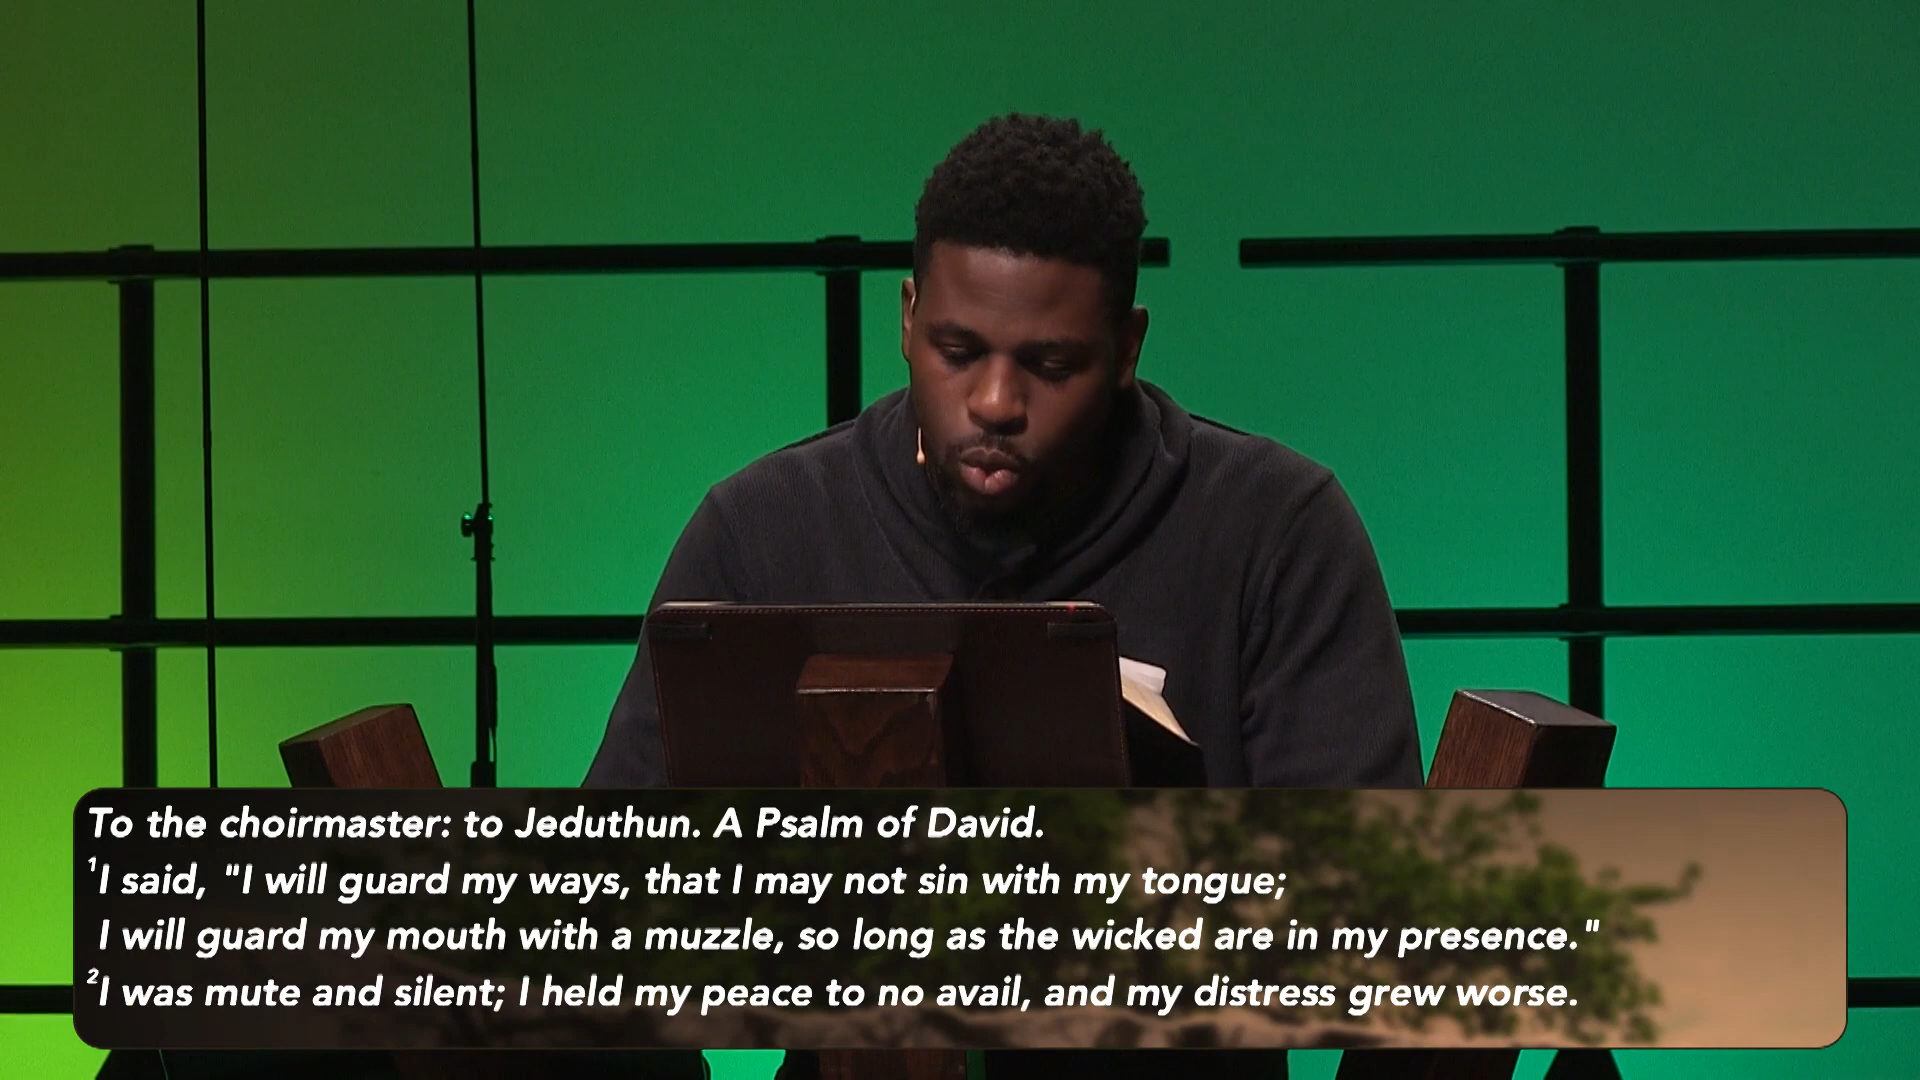 To the choirmaster: to Jeduthun. A Psalm of David.
¹I said, "I will guard my ways, that I may not sin with my tongue;
I will guard my mouth with a muzzle, so long as the wicked are in my presence."
²I was mute and silent; I held my peace to no avail, and my distress grew worse.